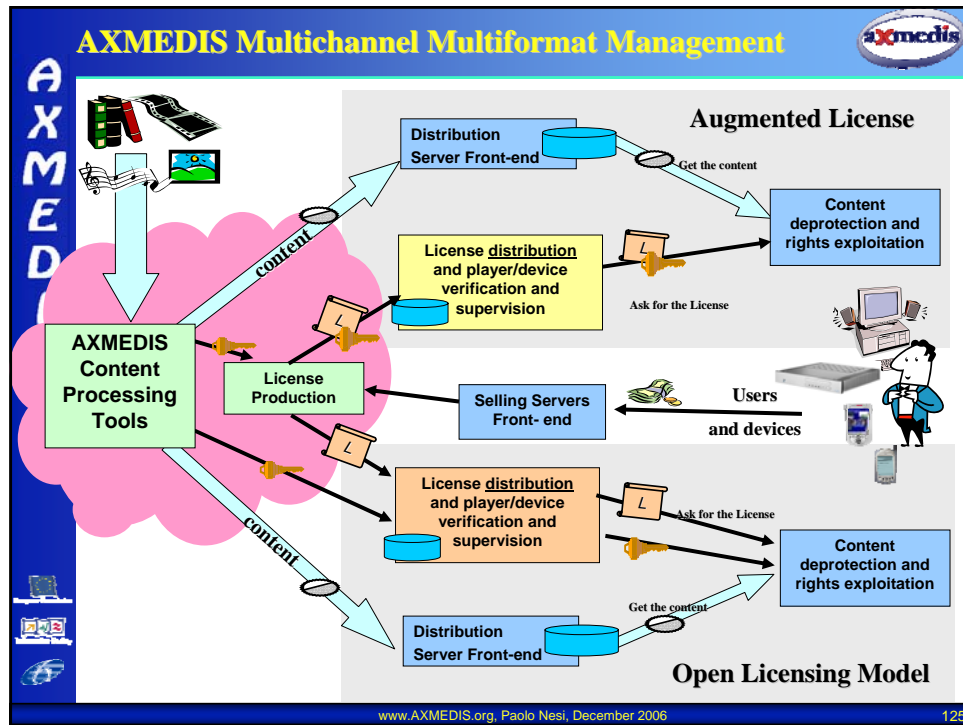 AXMEDIS Multichannel Multiformat Management
axmedis
AXMEDI
Augmented License
Distribution
Server Front-end
Get the content
Content
deprotection and
rights exploitation
content
License distribution
and player/device
verification and
supervision
L
Ask for the License
L
AXMEDIS
Content
Processing
Tools
License
Production
Selling Servers
Front- end
Users
and devices
L
License distribution
and player/device
verification and
supervision
L
Ask for the License
Content
deprotection and
rights exploitation
content
Get the content
Distribution
Server Front-end
Open Licensing Model
www.AXMEDIS.org, Paolo Nesi, December 2006
125